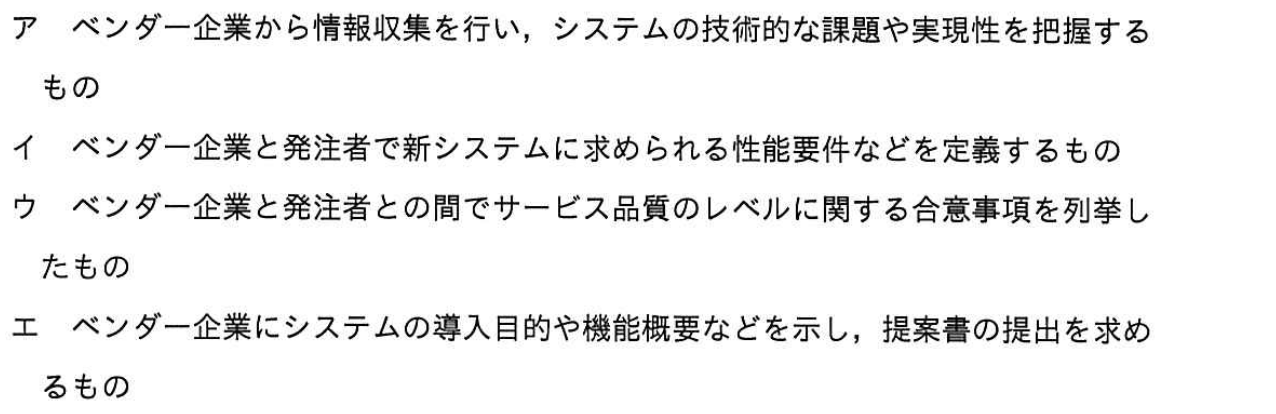 ア　ベンダー企業から情報収集を行い，システムの技術的な課題や実現性を把握する
もの
イ　ベンダー企業と発注者で新システムに求められる性能要件などを定義するもの
ウ　ベンダー企業と発注者との間でサービス品質のレベルに関する合意事項を列挙し
たもの
エ　ベンダー企業にシステムの導入目的や機能概要などを示し，提案書の提出を求め
るもの